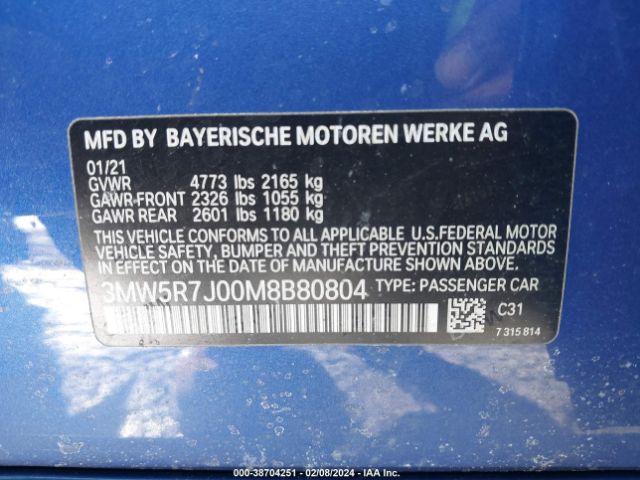 MFD BY BAYERISCHE MOTOREN WERKE AG
01/21
GVWR 4773 lbs 2165 kg
GAWR FRONT 2326 lbs 1055 kg
GAWR REAR 2601 lbs 1180 kg
THIS VEHICLE CONFORMS TO ALL APPLICABLE U.S.FEDERAL MOTOR
VEHICLE SAFETY, BUMPER AND THEFT PREVENTION STANDARDS
IN EFFECT ON THE DATE OF MANUFACTURE SHOWN ABOVE.
3MW5R7J00M8B80804 TYPE: PASSENGER CAR
C31
7 315 814
000-38704251 - 02/08/2024 - IAA Inc.